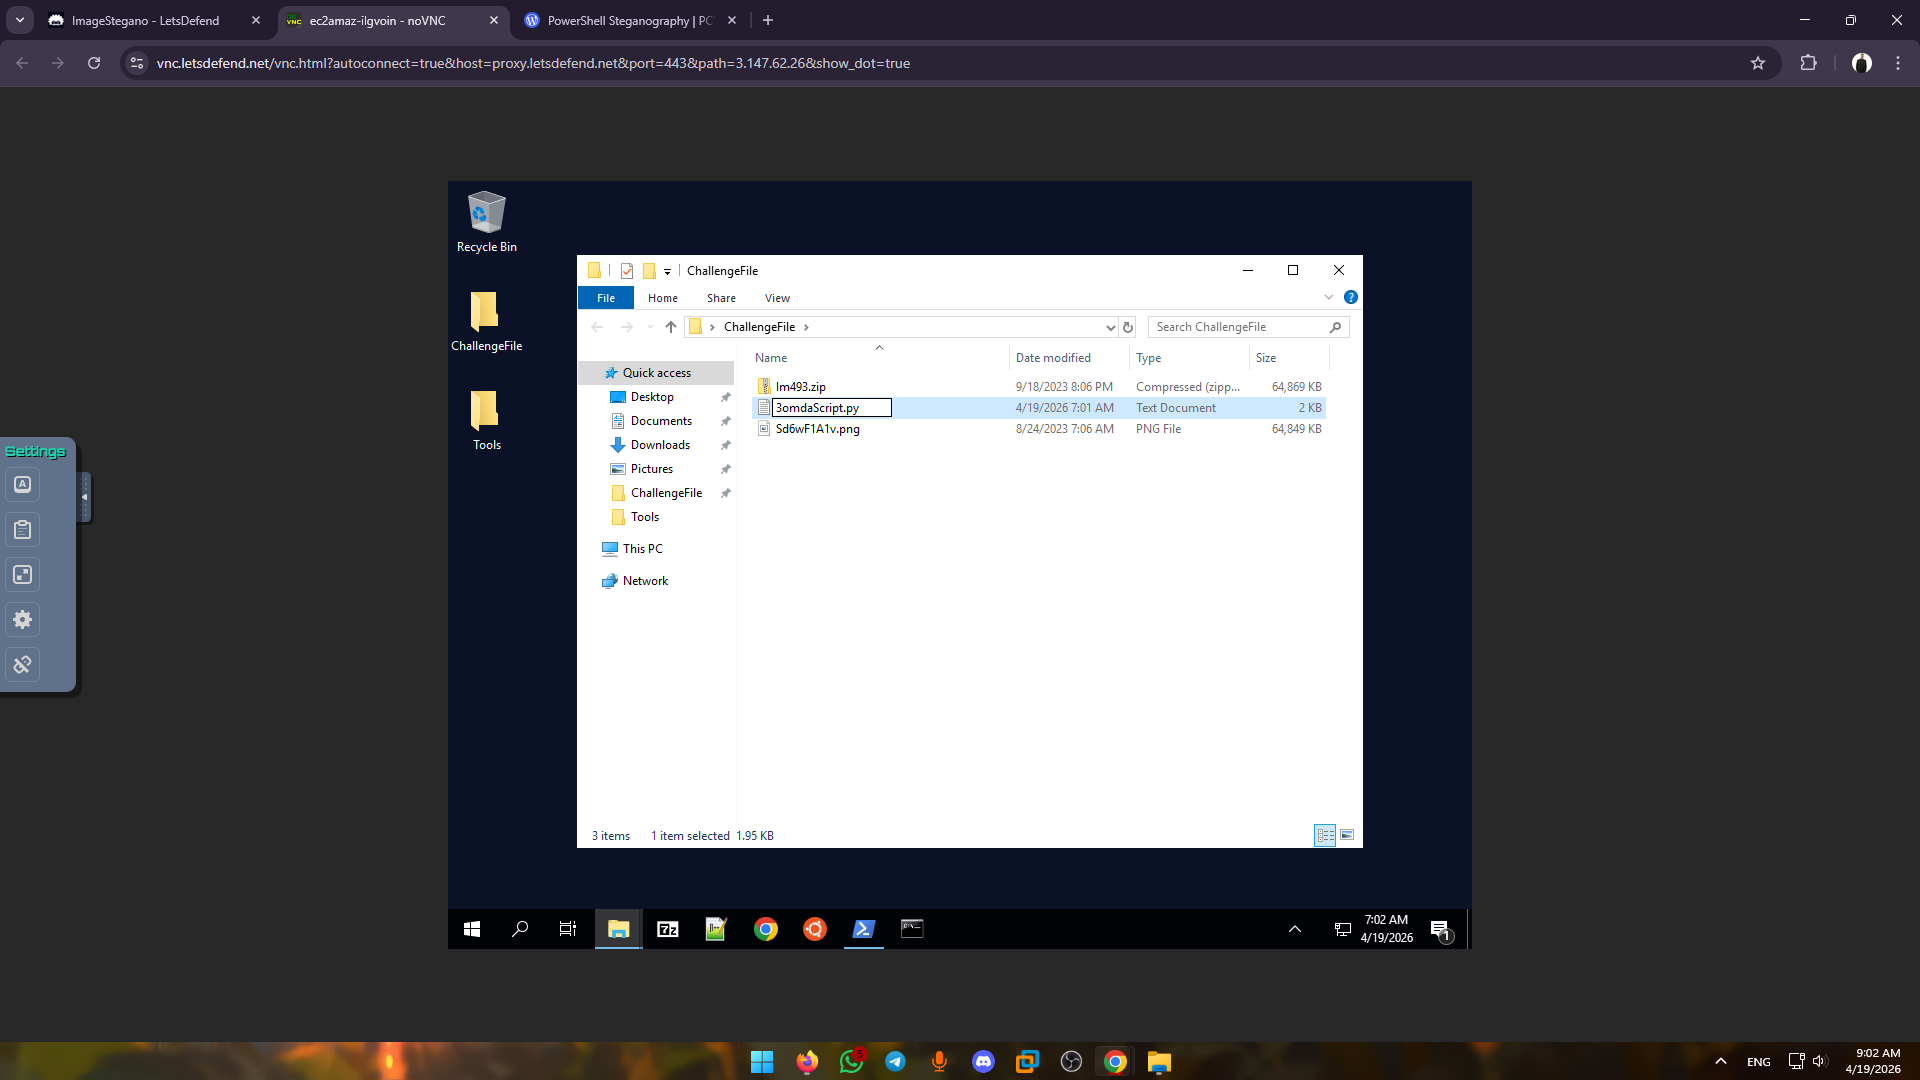 ImageStegano - LetsDefend
ec2amaz-ilgvoin - noVNC
PowerShell Steganography | PC
vnc.letsdefend.net/vnc.html?autoconnect=true&host=proxy.letsdefend.net&port=443&path=3.147.62.26&show_dot=true
Recycle Bin
ChallengeFile
Tools
Settings
ChallengeFile
File Home Share View
ChallengeFile
Search ChallengeFile
Name Date modified Type Size
Im493.zip 9/18/2023 8:06 PM Compressed (zipp... 64,869 KB
3omdaScript.py 4/19/2026 7:01 AM Text Document 2 KB
Sd6wF1A1v.png 8/24/2023 7:06 AM PNG File 64,849 KB
Quick access
Desktop
Documents
Downloads
Pictures
ChallengeFile
Tools
This PC
Network
3 items 1 item selected 1.95 KB
7:02 AM
4/19/2026
1
5
ENG
9:02 AM
4/19/2026